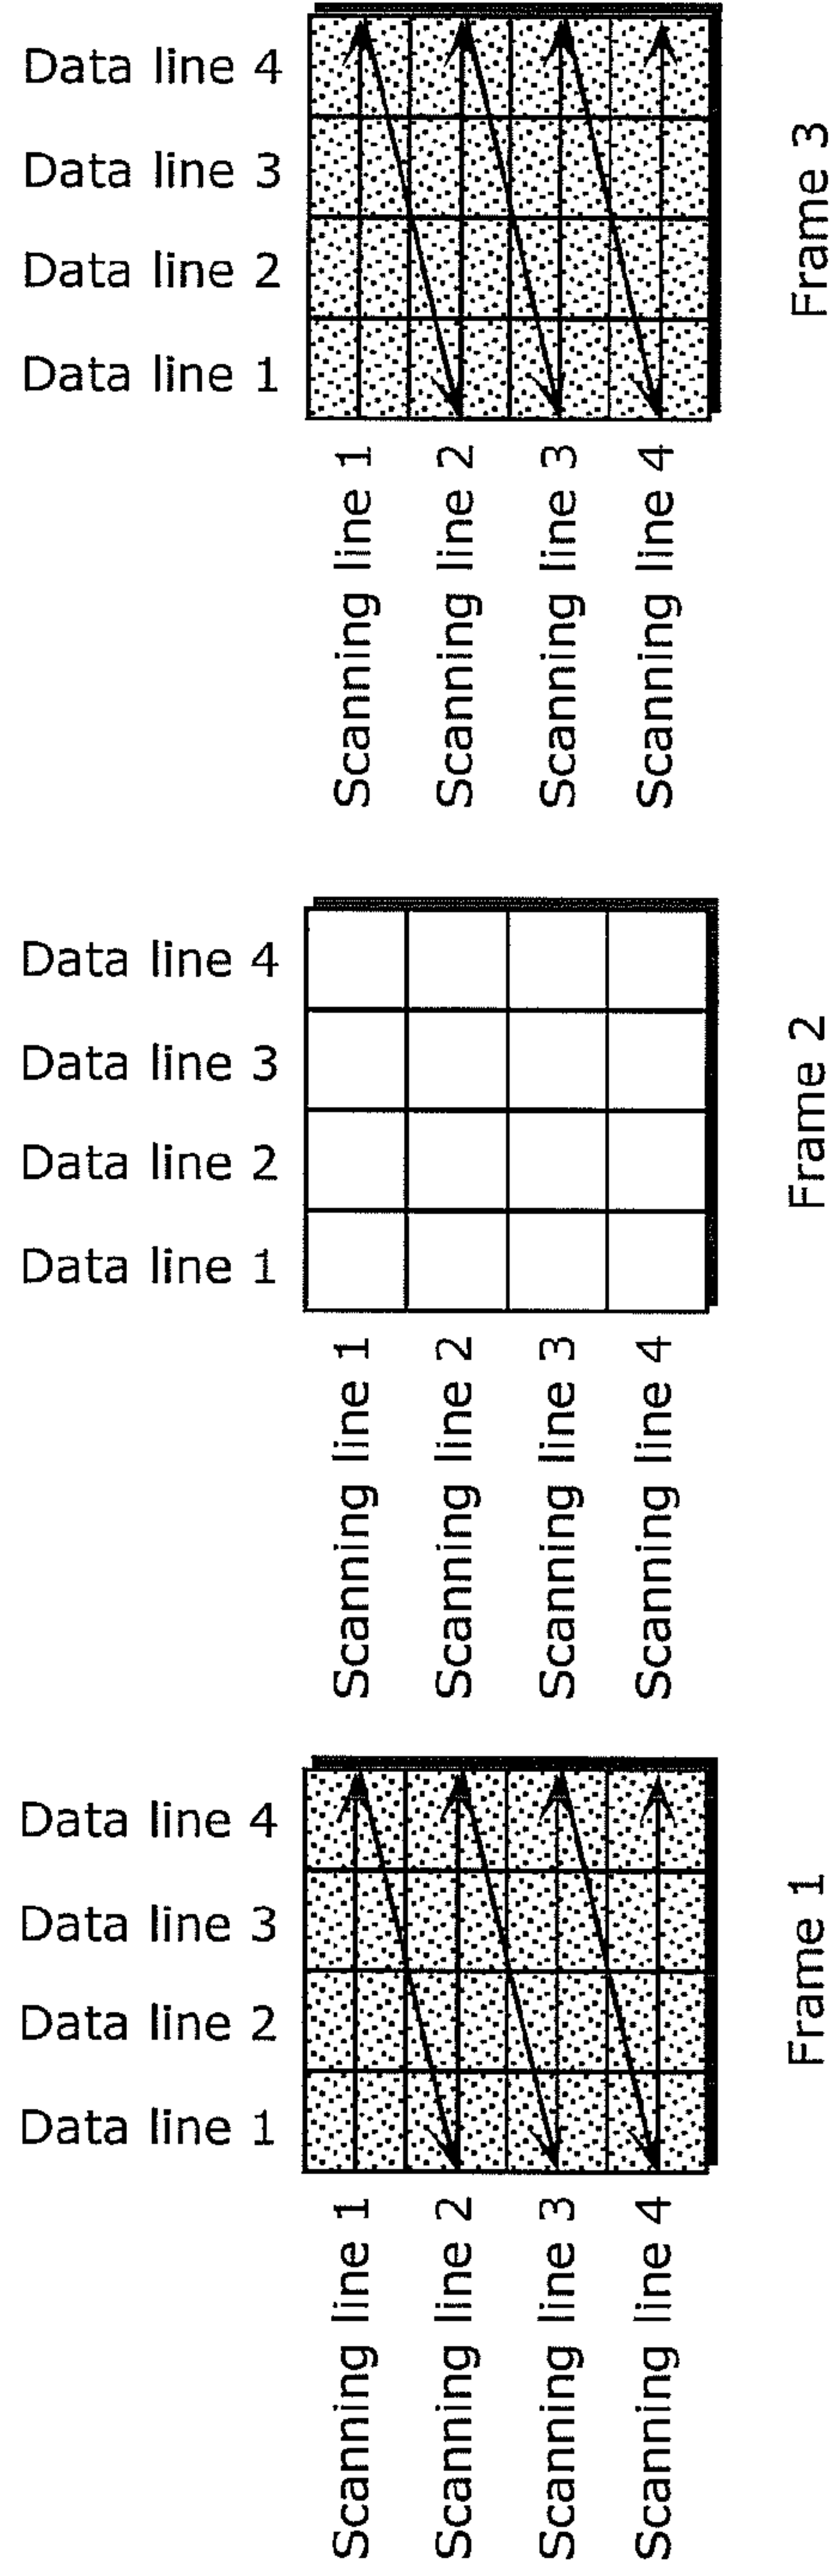 Data line 4
Data line 3
Data line 2
Data line 1
Scanning line 1
Scanning line 2
Scanning line 3
Scanning line 4
Frame 3
Data line 4
Data line 3
Data line 2
Data line 1
Scanning line 1
Scanning line 2
Scanning line 3
Scanning line 4
Frame 2
Data line 4
Data line 3
Data line 2
Data line 1
Scanning line 1
Scanning line 2
Scanning line 3
Scanning line 4
Frame 1